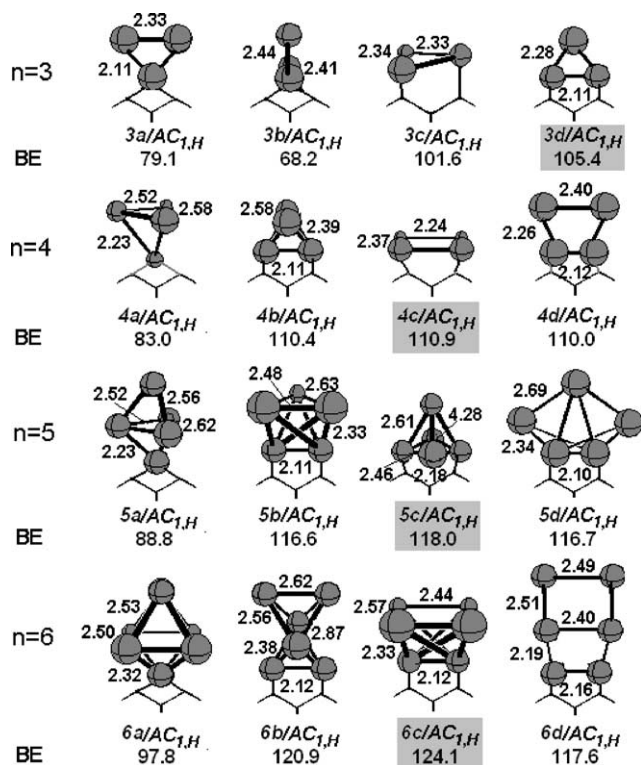 2.33 2.44 2.34 2.33 2.28
n=3 2.11 2.41 2.11
3a/AC1,H 3b/AC1,H 3c/AC1,H 3d/AC1,H
BE 79.1 68.2 101.6 105.4
2.52 2.58 2.58 2.39 2.24 2.40
n=4 2.23 2.11 2.37 2.26 2.12
4a/AC1,H 4b/AC1,H 4c/AC1,H 4d/AC1,H
BE 83.0 110.4 110.9 110.0
2.52 2.56 2.48 2.63 2.61 4.28 2.69
n=5 2.62 2.33 2.34
2.23 2.11 2.46 2.18 2.10
5a/AC1,H 5b/AC1,H 5c/AC1,H 5d/AC1,H
BE 88.8 116.6 118.0 116.7
2.53 2.62 2.57 2.44 2.49
n=6 2.50 2.56 2.87 2.51 2.40
2.32 2.38 2.12 2.33 2.12 2.19 2.16
6a/AC1,H 6b/AC1,H 6c/AC1,H 6d/AC1,H
BE 97.8 120.9 124.1 117.6